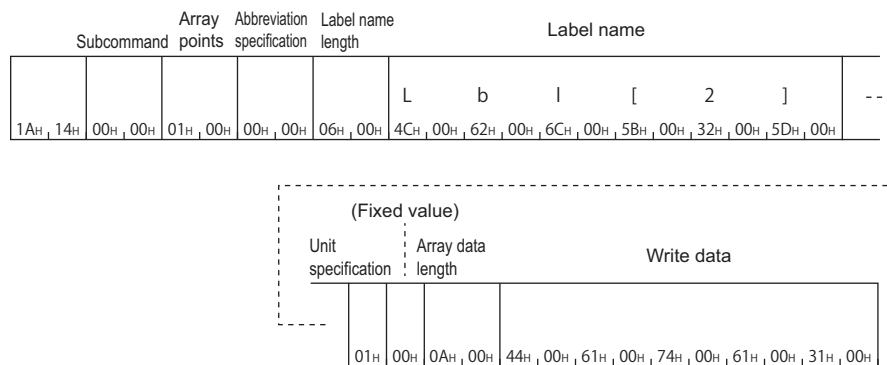 Subcommand Array points Abbreviation specification Label name length Label name
L b l [ 2 ]
1AH 14H 00H 00H 01H 00H 00H 00H 06H 00H 4CH 00H 62H 00H 6CH 00H 5BH 00H 32H 00H 5DH 00H
(Fixed value)
Unit specification Array data length Write data
01H 00H 0AH 00H 44H 00H 61H 00H 74H 00H 61H 00H 31H 00H